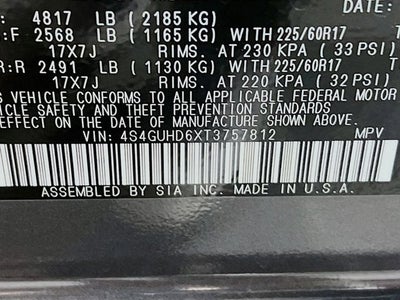 : 4817 LB (2185 KG)
:F 2568 LB (1165 KG) WITH 225/60R17
17X7J RIMS. AT 230 KPA (33 PSI)
R:R 2491 LB (1130 KG) WITH 225/60R17
17X7J RIMS. AT 220 KPA (32 PSI)
VEHICLE CONFORMS TO ALL APPLICABLE FEDERAL MOTOR
ICLE SAFETY AND THEFT PREVENTION STANDARDS IN
ECT ON THE DATE OF MANUFACTURE SHOWN ABOVE.
VIN: 4S4GUHD6XT3757812 MPV
ASSEMBLED BY SIA INC. IN U.S.A.